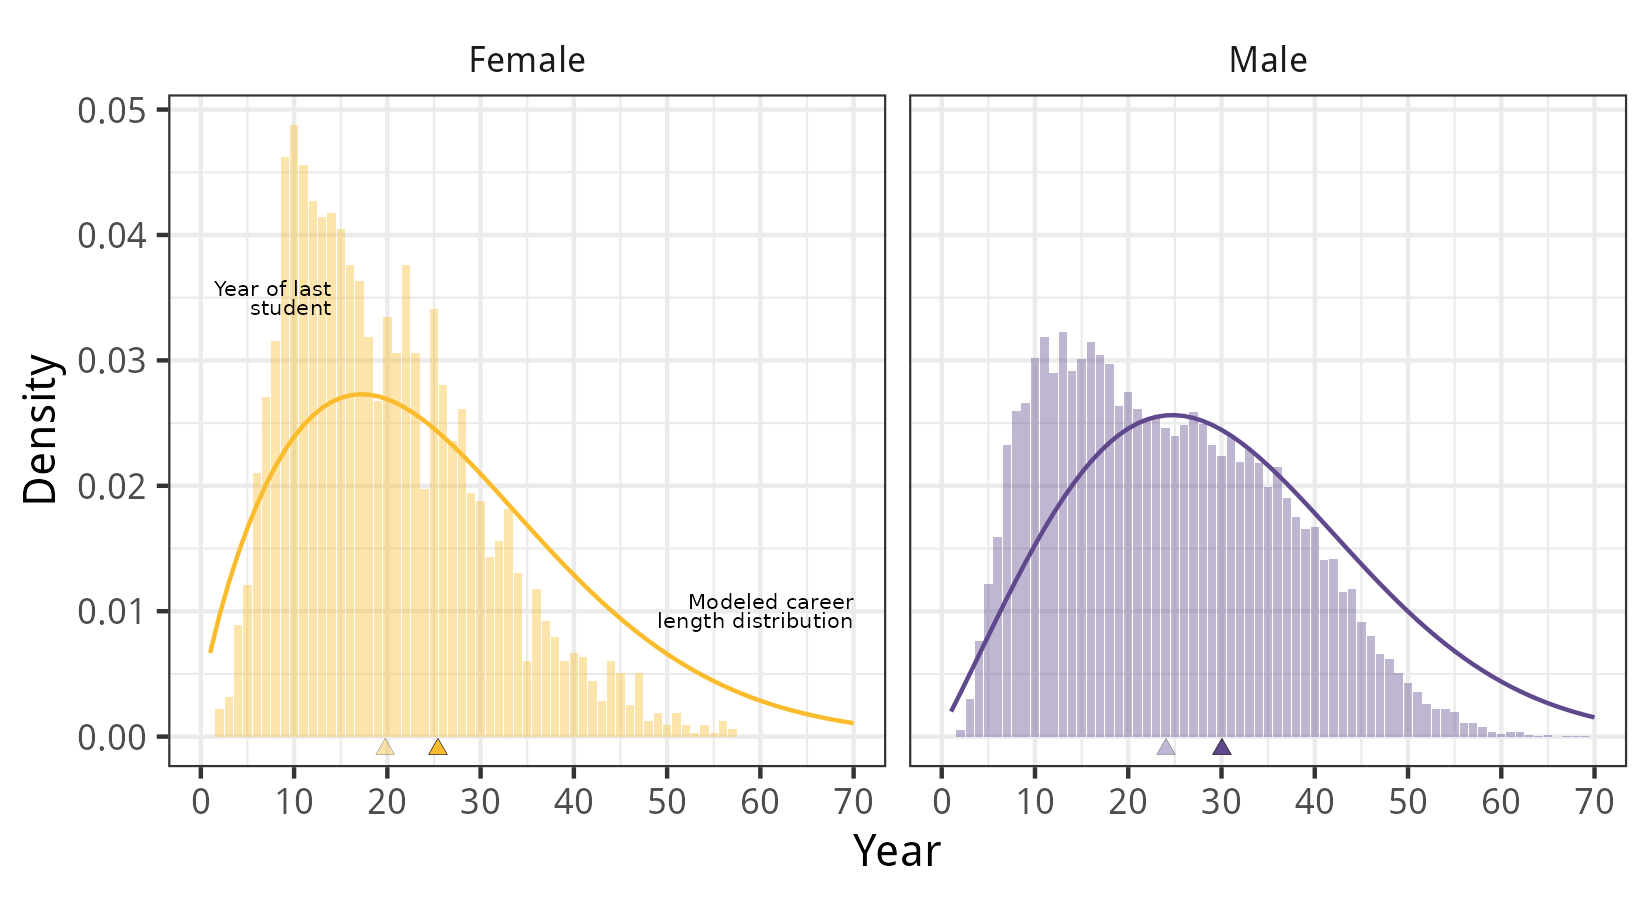 Female
Male
0.05
0.04
0.03
0.02
0.01
0.00
Density
Year of last
student
Modeled career
length distribution
0 10 20 30 40 50 60 70
0 10 20 30 40 50 60 70
Year